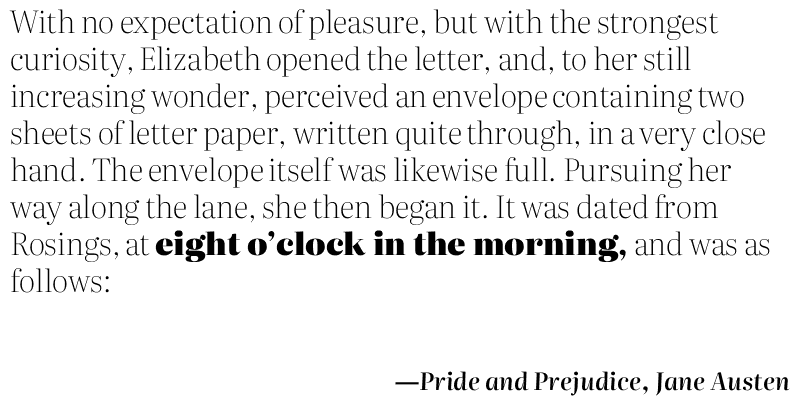 With no expectation of pleasure, but with the strongest
curiosity, Elizabeth opened the letter, and, to her still
increasing wonder, perceived an envelope containing two
sheets of letter paper, written quite through, in a very close
hand. The envelope itself was likewise full. Pursuing her
way along the lane, she then began it. It was dated from
Rosings, at eight o’clock in the morning, and was as
follows:
—Pride and Prejudice, Jane Austen